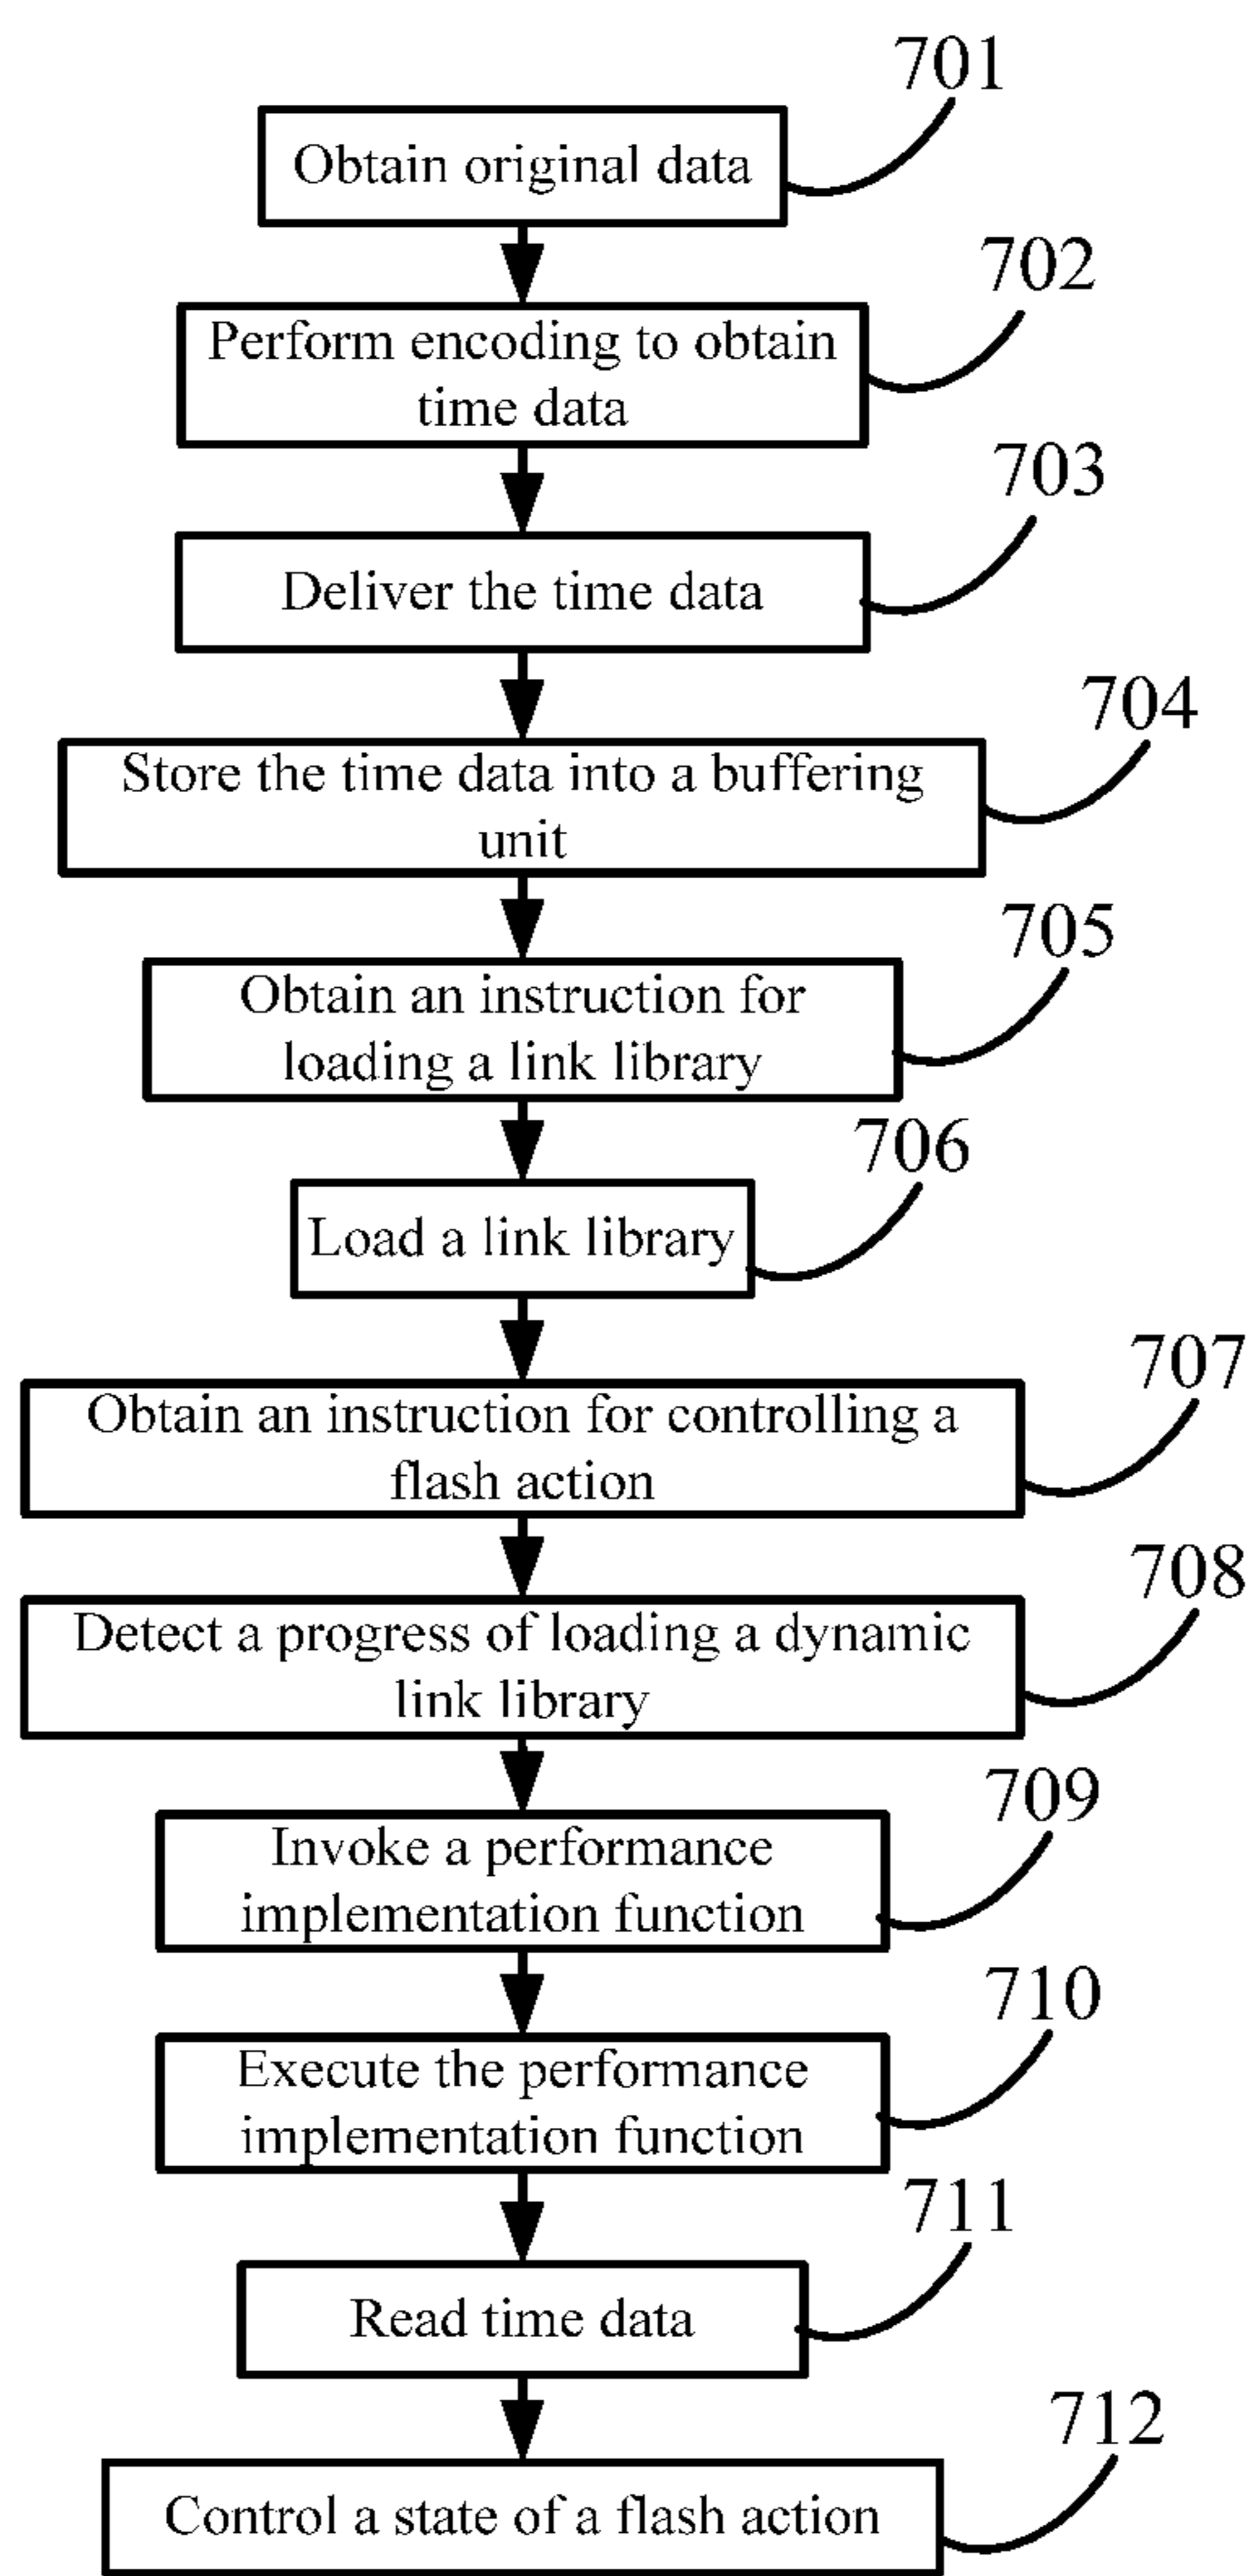 701
Obtain original data
702
Perform encoding to obtain
time data
703
Deliver the time data
704
Store the time data into a buffering
unit
705
Obtain an instruction for
loading a link library
706
Load a link library
707
Obtain an instruction for controlling a
flash action
708
Detect a progress of loading a dynamic
link library
709
Invoke a performance
implementation function
710
Execute the performance
implementation function
711
Read time data
712
Control a state of a flash action